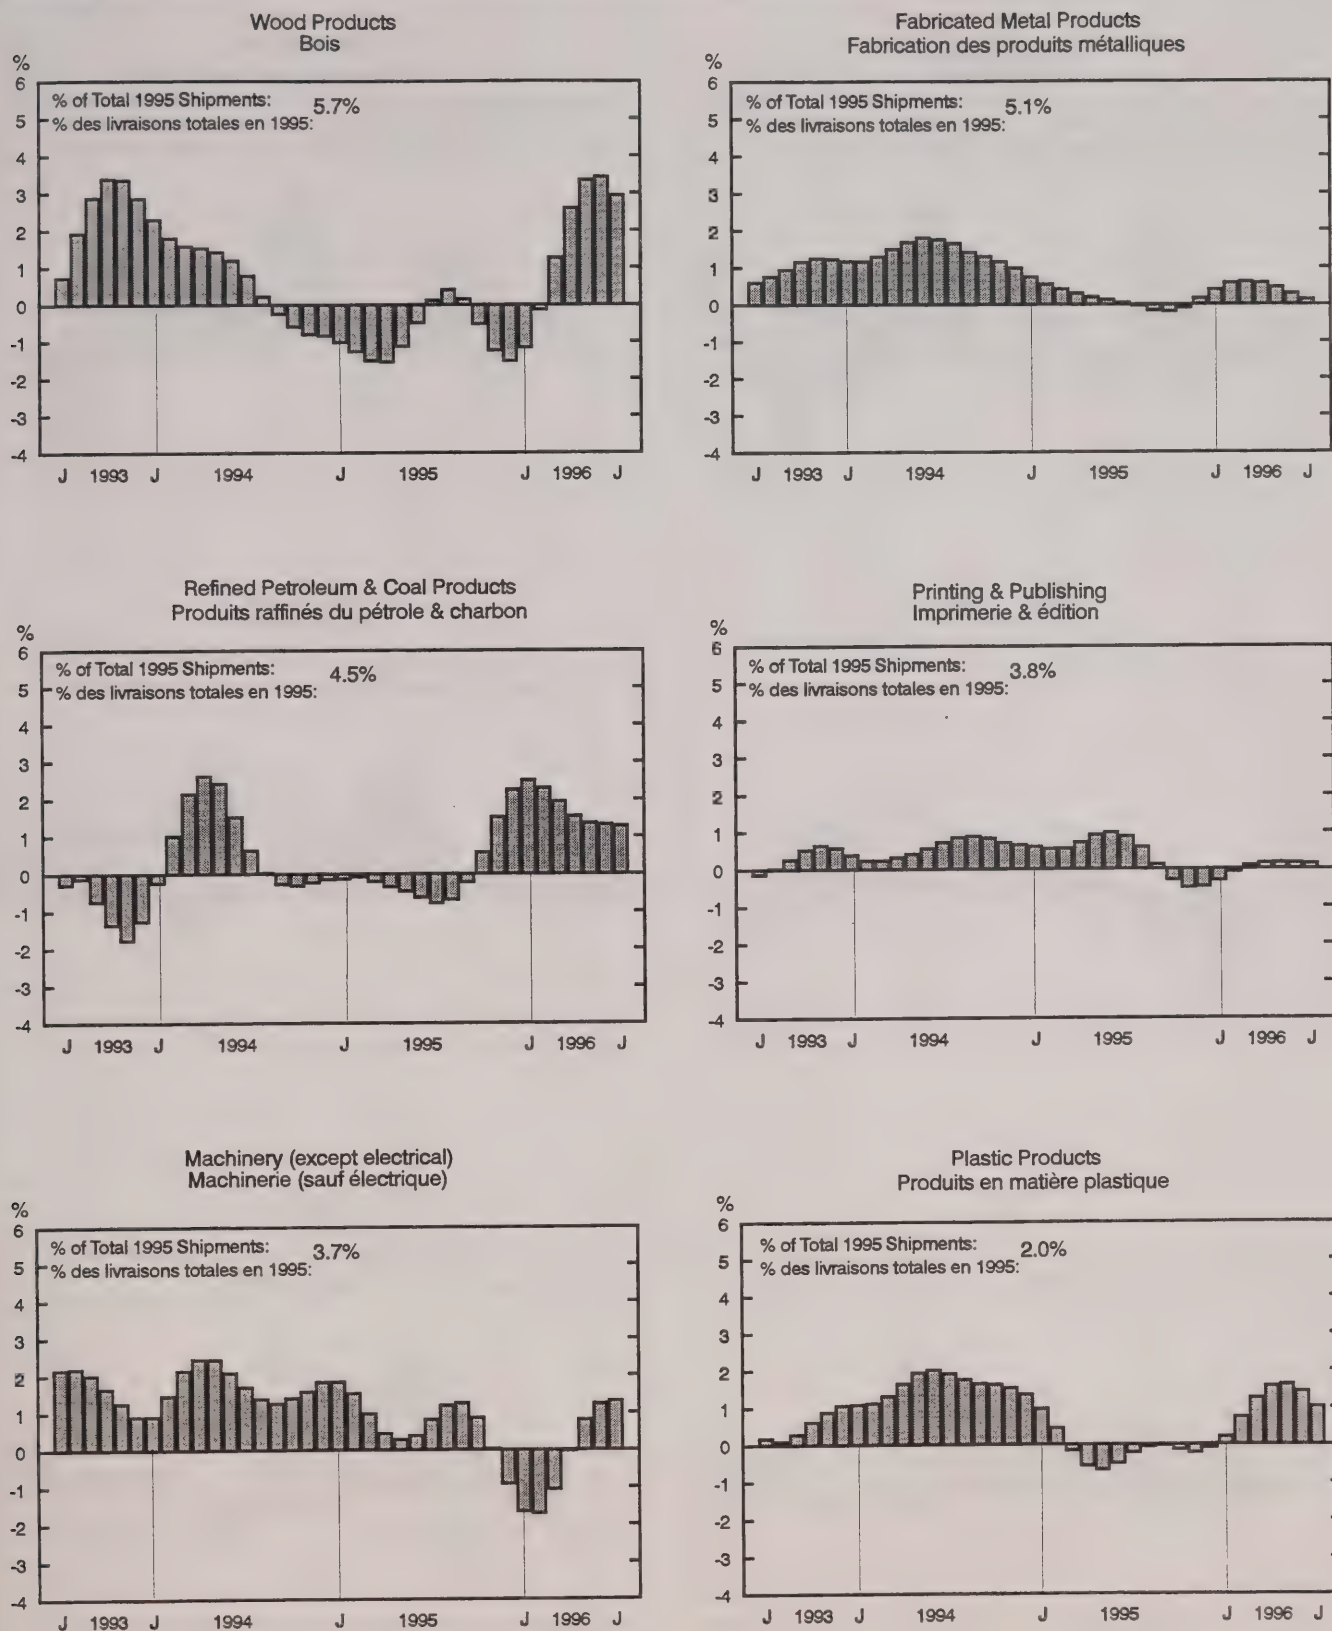 Wood Products
Bois
%
6
5
4
3
2
1
0
-1
-2
-3
-4
% of Total 1995 Shipments: 5.7%
% des livraisons totales en 1995:
J 1993 J 1994 J 1995 J 1996 J
Fabricated Metal Products
Fabrication des produits métalliques
%
6
5
4
3
2
1
0
-1
-2
-3
-4
% of Total 1995 Shipments: 5.1%
% des livraisons totales en 1995:
J 1993 J 1994 J 1995 J 1996 J
Refined Petroleum & Coal Products
Produits raffinés du pétrole & charbon
%
6
5
4
3
2
1
0
-1
-2
-3
-4
% of Total 1995 Shipments: 4.5%
% des livraisons totales en 1995:
J 1993 J 1994 J 1995 J 1996 J
Printing & Publishing
Imprimerie & édition
%
6
5
4
3
2
1
0
-1
-2
-3
-4
% of Total 1995 Shipments: 3.8%
% des livraisons totales en 1995:
J 1993 J 1994 J 1995 J 1996 J
Machinery (except electrical)
Machinerie (sauf électrique)
%
6
5
4
3
2
1
0
-1
-2
-3
-4
% of Total 1995 Shipments: 3.7%
% des livraisons totales en 1995:
J 1993 J 1994 J 1995 J 1996 J
Plastic Products
Produits en matière plastique
%
6
5
4
3
2
1
0
-1
-2
-3
-4
% of Total 1995 Shipments: 2.0%
% des livraisons totales en 1995:
J 1993 J 1994 J 1995 J 1996 J